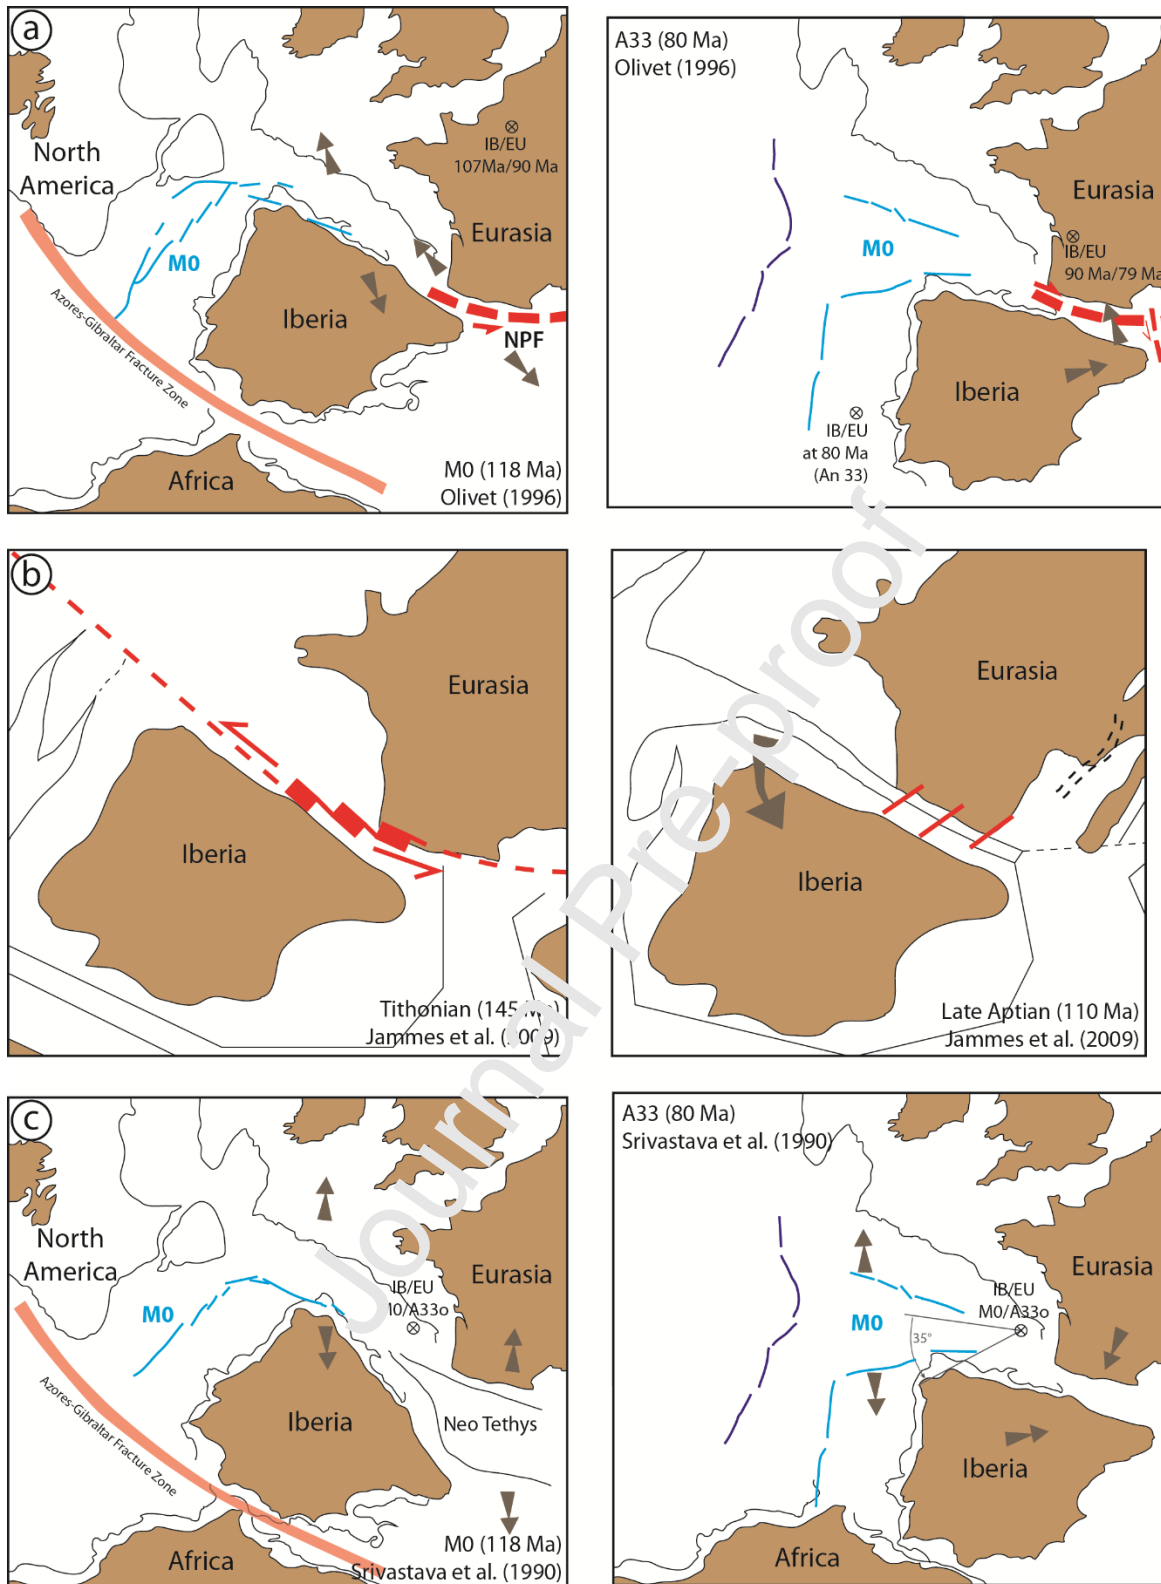 a
North
America
M0
Azores-Gibraltar Fracture Zone
Africa
Iberia
IB/EU
107Ma/90 Ma
Eurasia
NPF
M0 (118 Ma)
Olivet (1996)
A33 (80 Ma)
Olivet (1996)
Eurasia
M0
IB/EU
90 Ma/79 Ma
Iberia
IB/EU
at 80 Ma
(An 33)
b
Eurasia
Iberia
Tithonian (145 Ma)
Jammes et al. (2009)
Eurasia
Iberia
Late Aptian (110 Ma)
Jammes et al. (2009)
c
North
America
M0
Azores-Gibraltar Fracture Zone
Africa
Iberia
IB/EU
M0/A33o
Eurasia
Neo Tethys
M0 (118 Ma)
Srivastava et al. (1990)
A33 (80 Ma)
Srivastava et al. (1990)
Eurasia
IB/EU
M0/A33o
M0
35°
Iberia
Africa
Journal Pre-proof